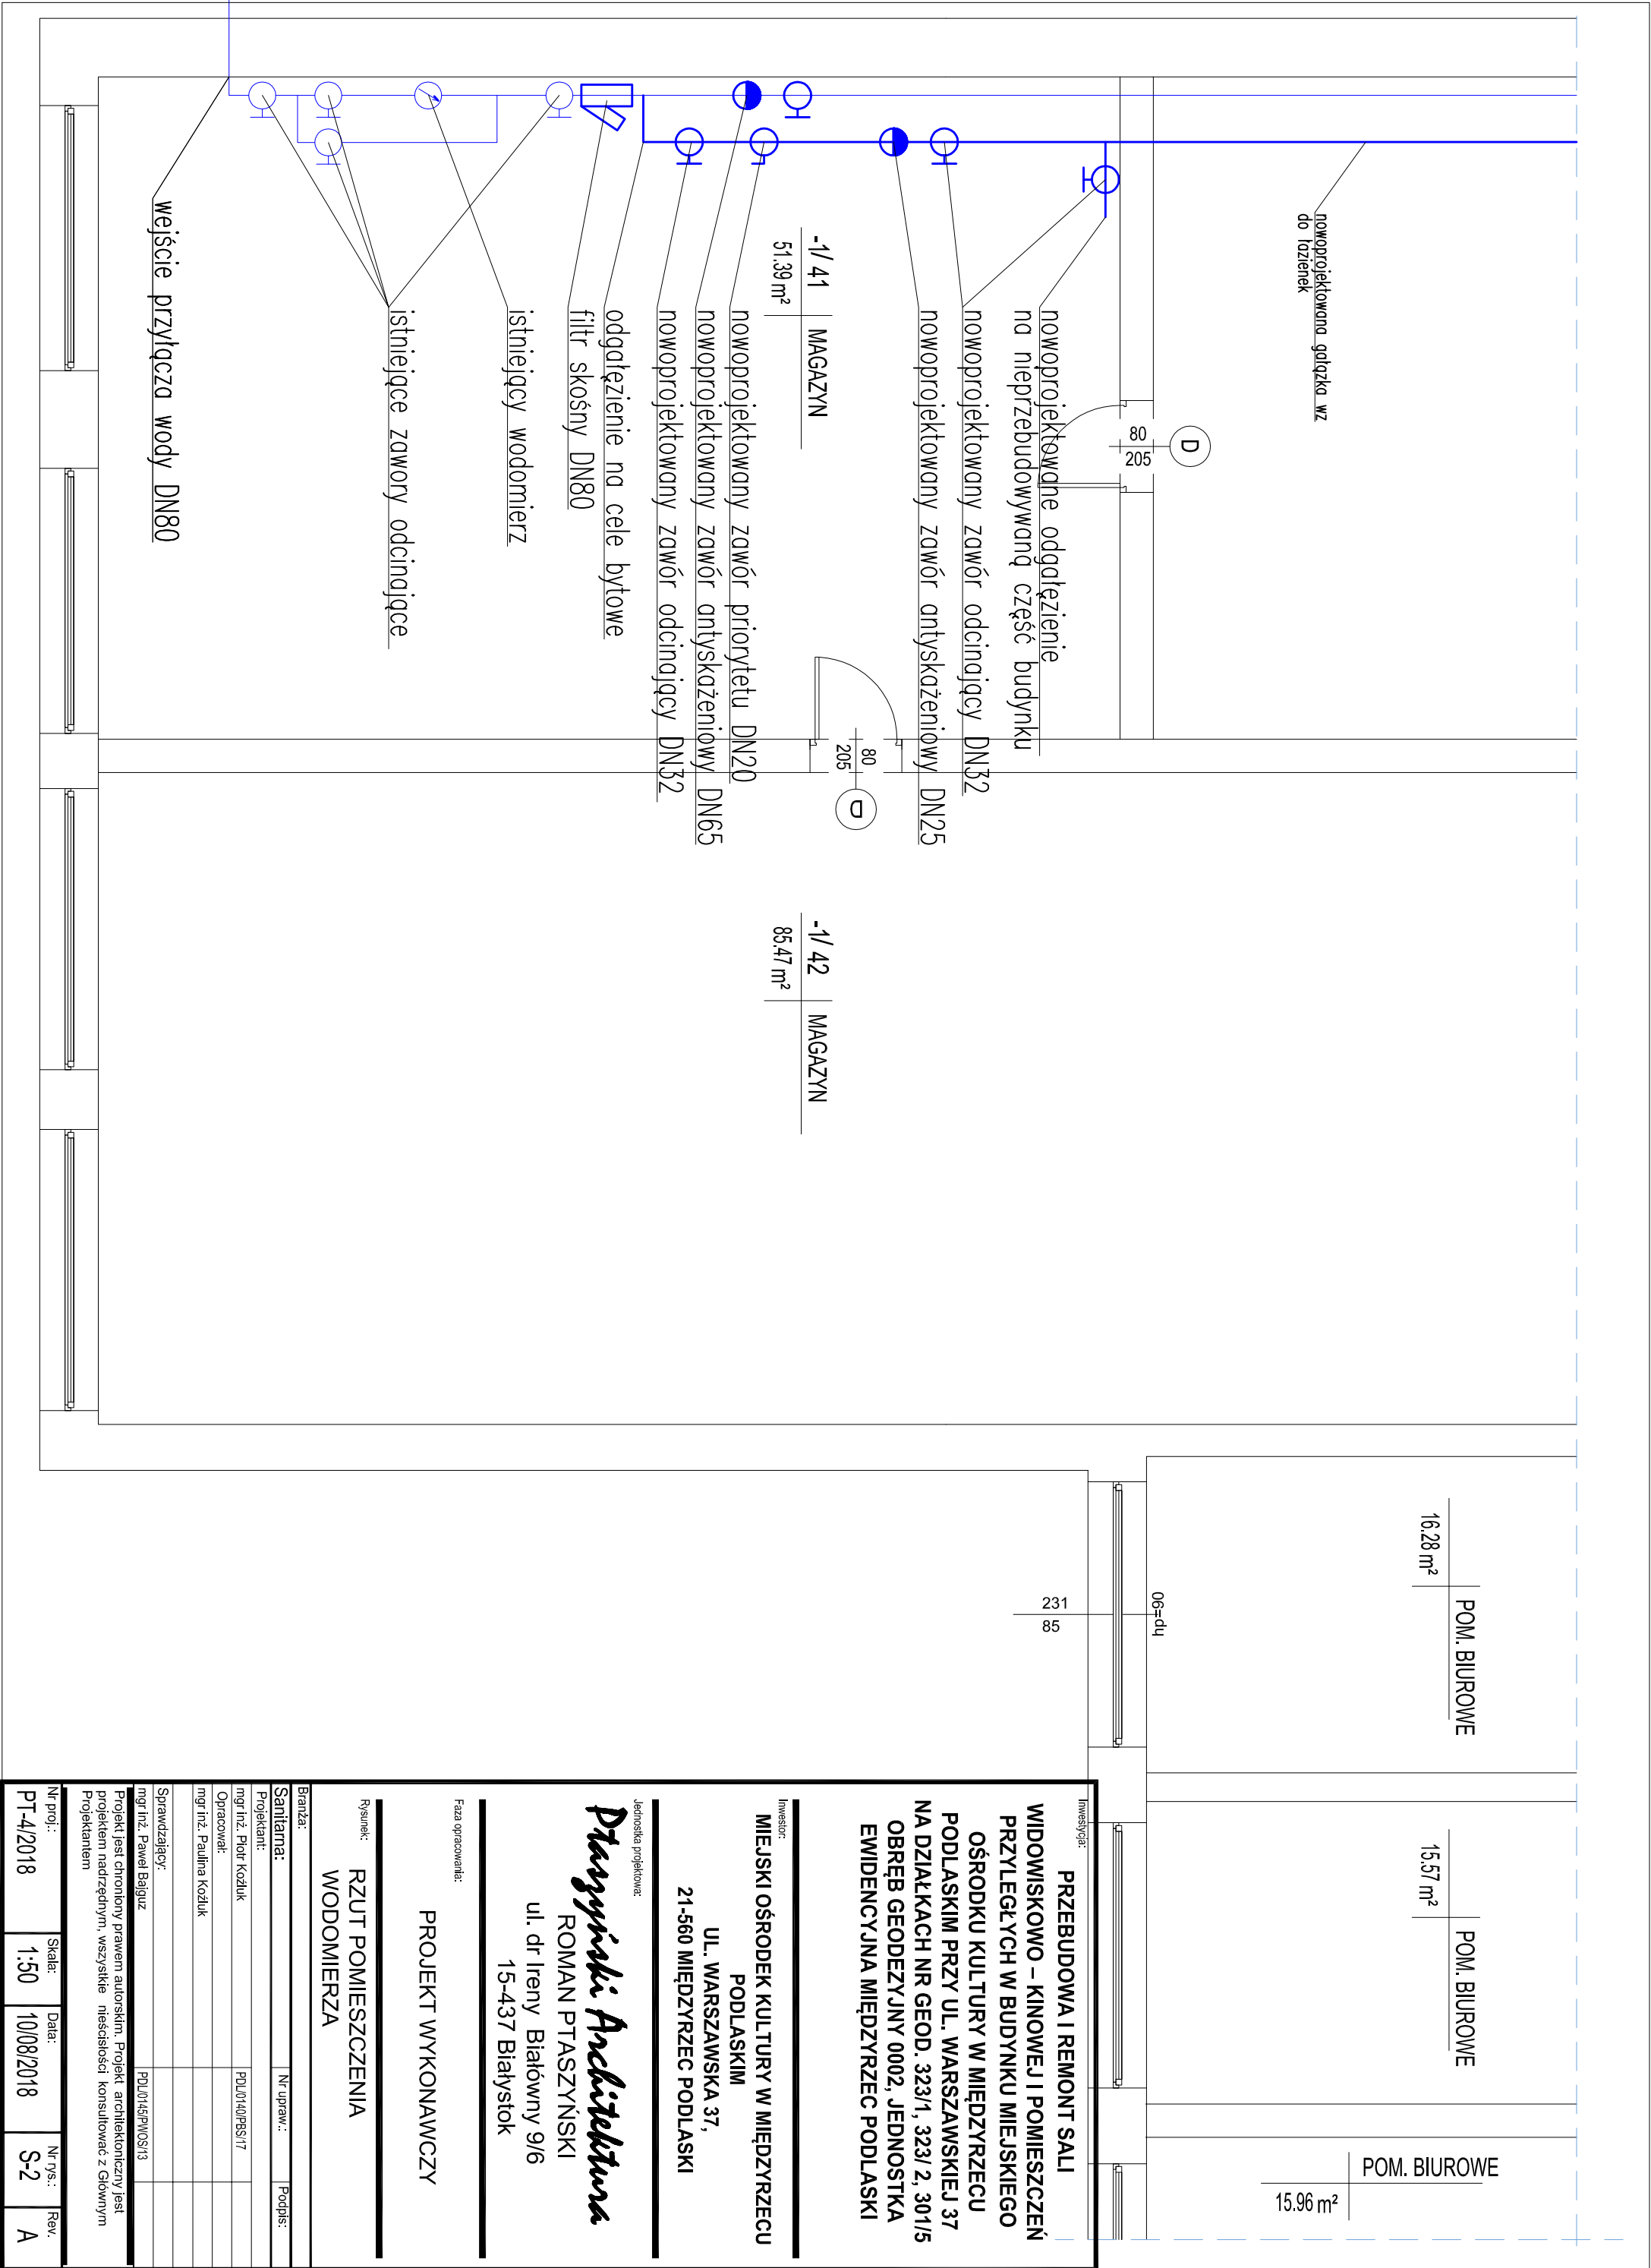 nowoprojektowana gałązka wz
do łazienek
D
80
205
-1/ 41
MAGAZYN
51.39 m²
nowoprojektowane odgałęzienie
na nieprzebudowywaną część budynku
nowoprojektowany zawór odcinający DN32
nowoprojektowany zawór antyskażeniowy DN25
nowoprojektowany zawór priorytetu DN20
nowoprojektowany zawór antyskażeniowy DN65
nowoprojektowany zawór odcinający DN32
odgałęzienie na cele bytowe
filtr skośny DN80
istniejący wodomierz
istniejące zawory odcinające
wejście przyłącza wody DN80
80
205
D
-1/ 42
MAGAZYN
85.47 m²
POM. BIUROWE
16.28 m²
POM. BIUROWE
15.57 m²
POM. BIUROWE
15.96 m²
hp=90
231
85
Inwestycja:
PRZEBUDOWA I REMONT SALI
WIDOWISKOWO – KINOWEJ I POMIESZCZEŃ
PRZYLEGŁYCH W BUDYNKU MIEJSKIEGO
OŚRODKU KULTURY W MIĘDZYRZECU
PODLASKIM PRZY UL. WARSZAWSKIEJ 37
NA DZIAŁKACH NR GEOD. 323/1, 323/ 2, 301/5
OBRĘB GEODEZYJNY 0002, JEDNOSTKA
EWIDENCYJNA MIĘDZYRZEC PODLASKI
Inwestor:
MIEJSKI OŚRODEK KULTURY W MIĘDZYRZECU
PODLASKIM
UL. WARSZAWSKA 37,
21-560 MIĘDZYRZEC PODLASKI
Jednostka projektowa:
Ptaszyński Architektura
ROMAN PTASZYŃSKI
ul. dr Ireny Białówny 9/6
15-437 Białystok
Faza opracowania:
PROJEKT WYKONAWCZY
Rysunek:
RZUT POMIESZCZENIA
WODOMIERZA
Branża:
Sanitarna:
Nr upraw.:
Podpis:
Projektant:
mgr inż. Piotr Koźluk
PDL/0140/PBS/17
Opracował:
mgr inż. Paulina Koźluk
Sprawdzający:
mgr inż. Paweł Bajguz
PDL/0145/PWOS/13
Projekt jest chroniony prawem autorskim. Projekt architektoniczny jest
projektem nadrzędnym, wszystkie nieścisłości konsultować z Głównym
Projektantem
Nr proj.:
PT-4/2018
Skala:
1:50
Data:
10/08/2018
Nr rys.:
S-2
Rev.
A